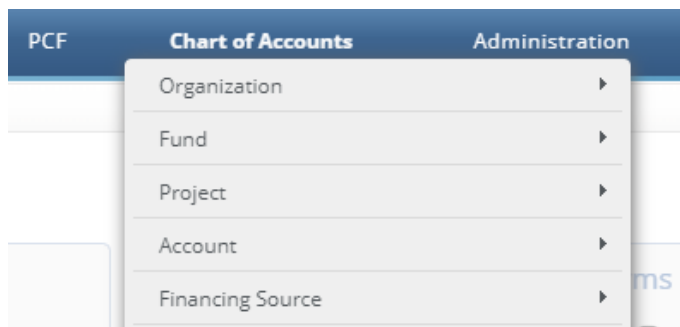 PCF Chart of Accounts Administration
Organization
Fund
Project
Account
Financing Source